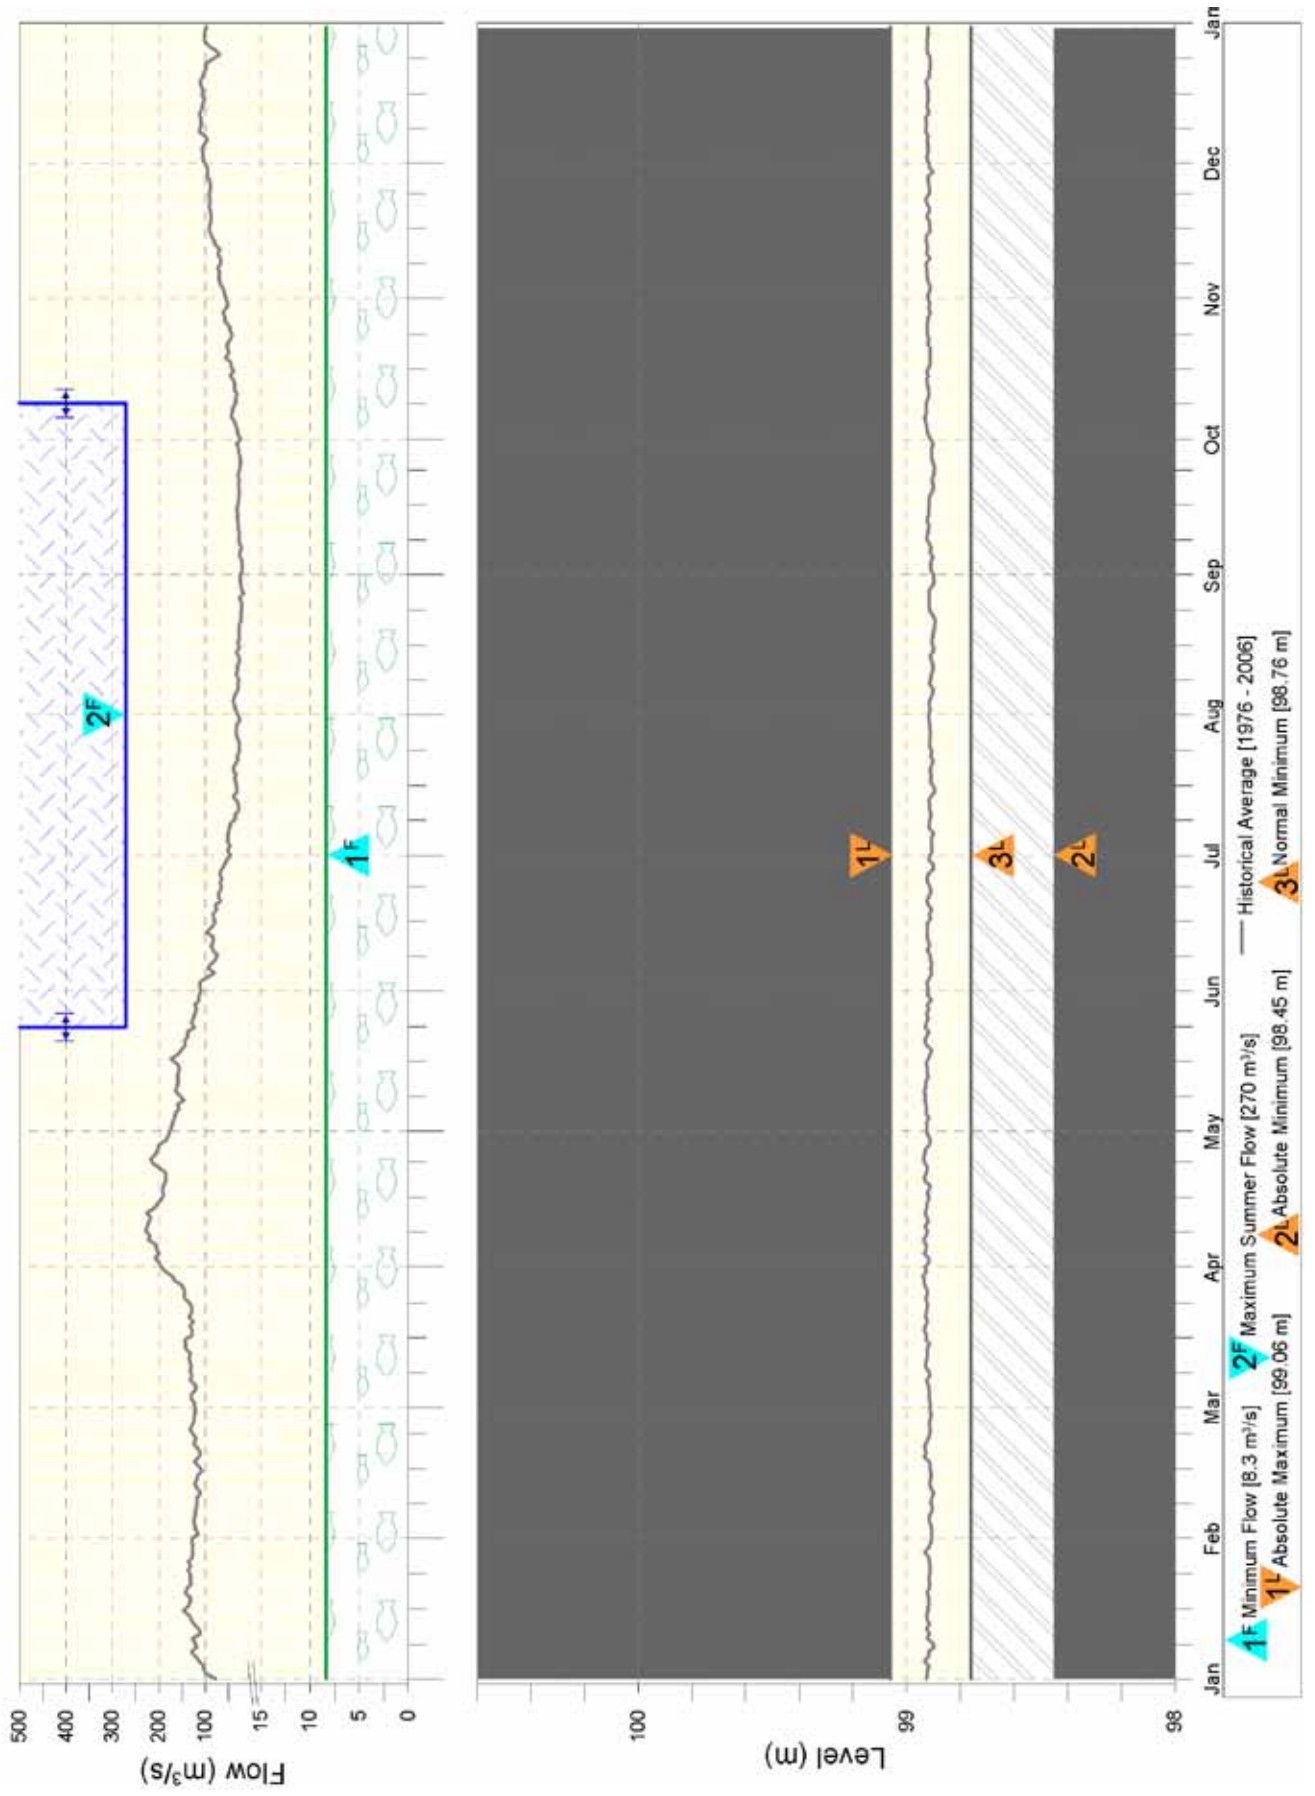 Flow (m³/s)
500
400
300
200
100
15
10
5
0
2F
1F
Level (m)
100
99
98
1L
3L
2L
Jan Feb Mar Apr May Jun Jul Aug Sep Oct Nov Dec Jan
1F Minimum Flow [8.3 m³/s] 2F Maximum Summer Flow [270 m³/s] Historical Average [1976 - 2006]
1L Absolute Maximum [99.06 m] 2L Absolute Minimum [98.45 m] 3L Normal Minimum [98.76 m]